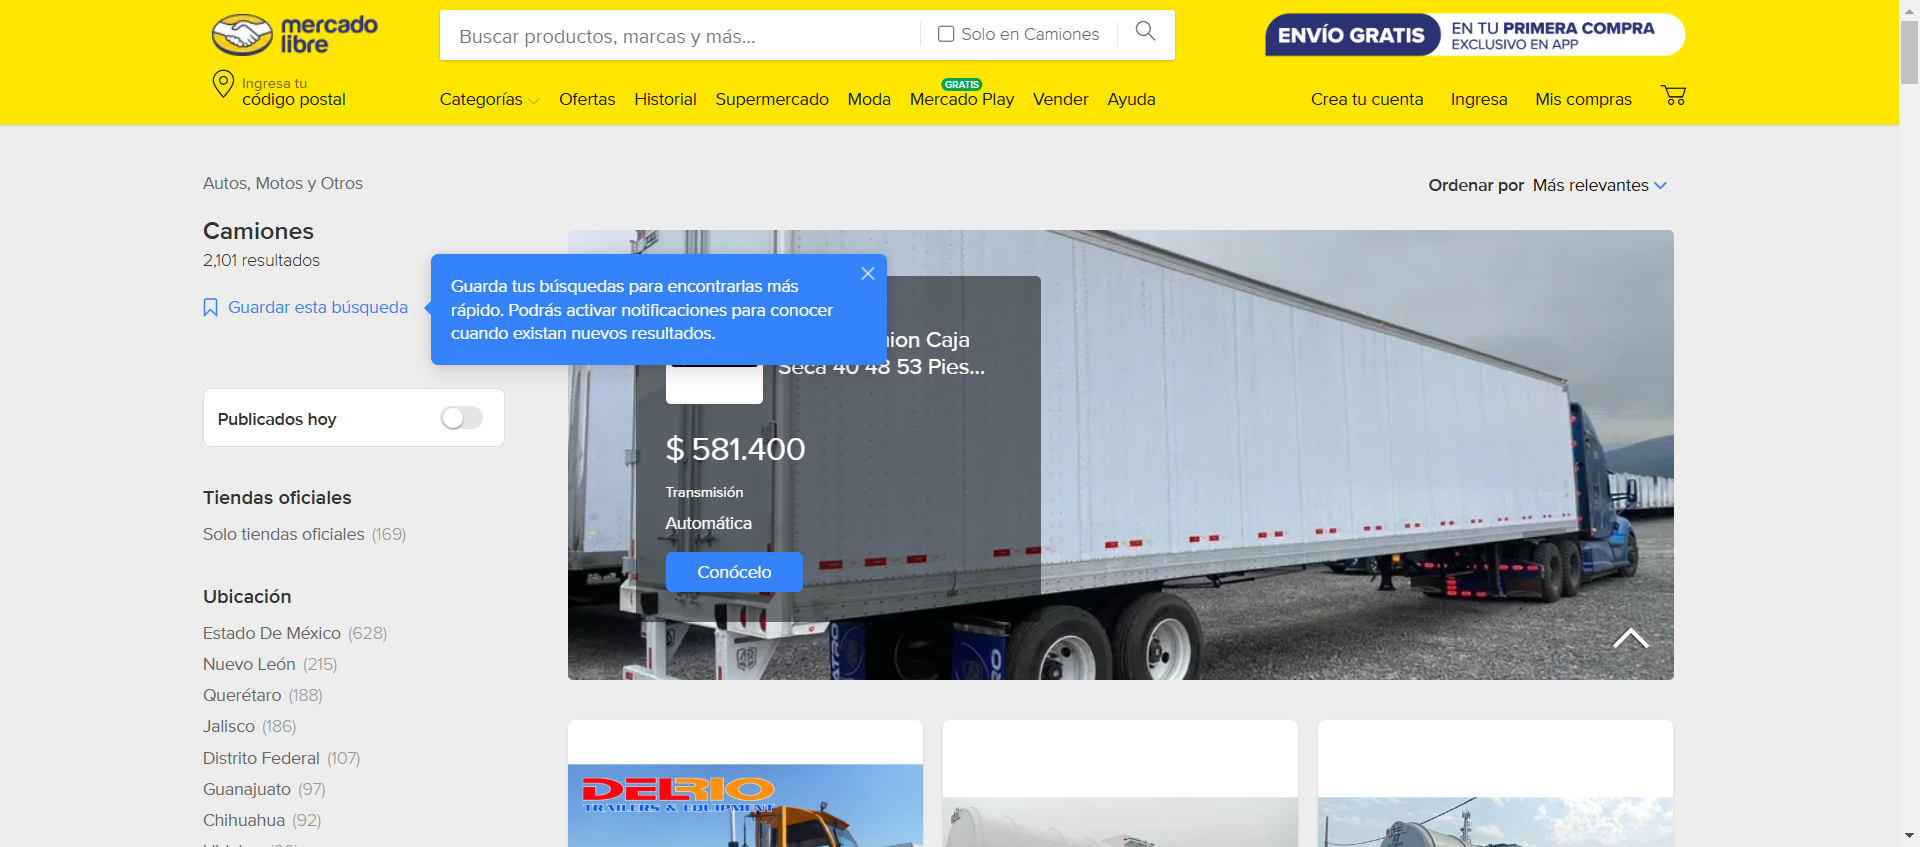 mercado
libre
Buscar productos, marcas y más...
Solo en Camiones
ENVÍO GRATIS
EN TU PRIMERA COMPRA
EXCLUSIVO EN APP
Ingresa tu
código postal
Categorías
Ofertas
Historial
Supermercado
Moda
GRATIS
Mercado Play
Vender
Ayuda
Crea tu cuenta
Ingresa
Mis compras
Autos, Motos y Otros
Ordenar por Más relevantes
Camiones
2,101 resultados
Guardar esta búsqueda
Guarda tus búsquedas para encontrarlas más
rápido. Podrás activar notificaciones para conocer
cuando existan nuevos resultados.
Caja
Seca 40 48 53 Pies...
$ 581.400
Transmisión
Automática
Conócelo
Publicados hoy
Tiendas oficiales
Solo tiendas oficiales (169)
Ubicación
Estado De México (628)
Nuevo León (215)
Querétaro (188)
Jalisco (186)
Distrito Federal (107)
Guanajuato (97)
Chihuahua (92)
DELRIO
TRAILERS & EQUIPMENT